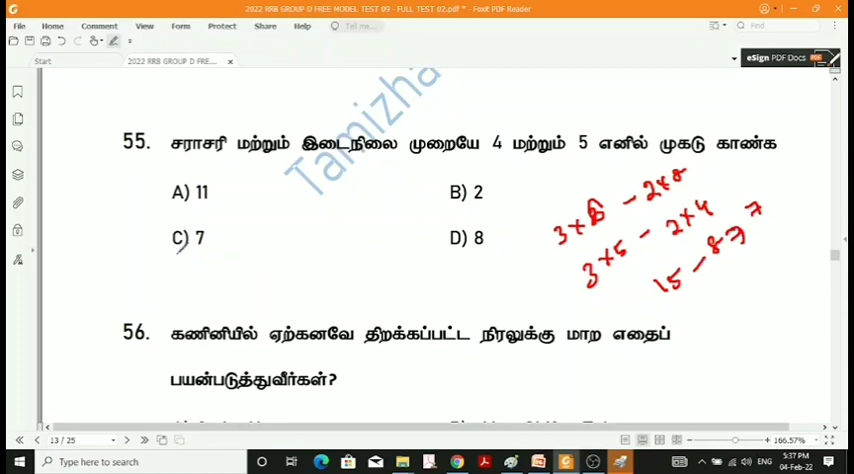 2022 RRB GROUP D FREE MODEL TEST 09 - FULL TEST 02.pdf * - Foxit PDF Reader
File Home Comment View Form Protect Share Help Tell me... Find
Start 2022 RRB GROUP D FRE... eSign PDF Docs
Tamizha
55. சராசரி மற்றும் இடைநிலை முறையே 4 மற்றும் 5 எனில் முகடு காண்க
A) 11 B) 2
C) 7 D) 8
3 × - 2 ×
3 × 5 - 2 × 4
15 - 8 7
56. கணினியில் ஏற்கனவே திறக்கப்பட்ட நிரலுக்கு மாற எதைப்
பயன்படுத்துவீர்கள்?
13 / 25 166.57%
Type here to search ENG 5:37 PM
04-Feb-22